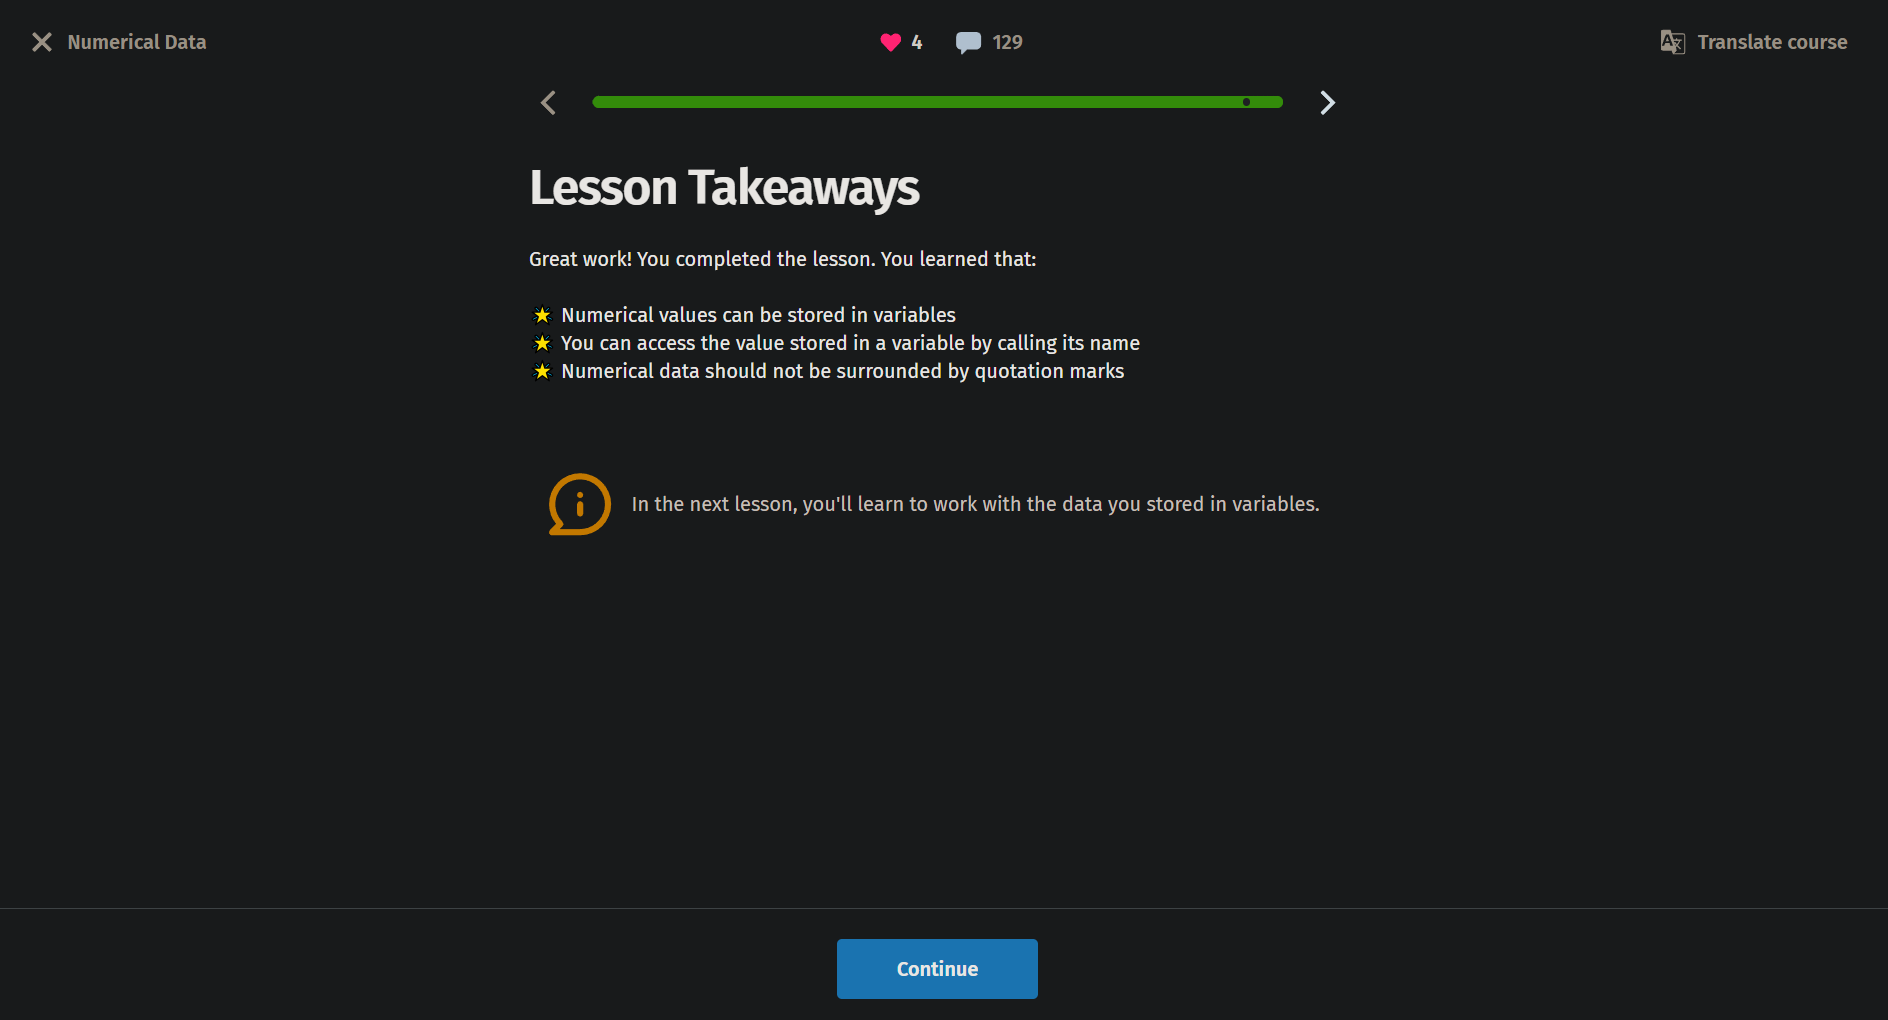 Numerical Data
4
129
Translate course
Lesson Takeaways
Great work! You completed the lesson. You learned that:
Numerical values can be stored in variables
You can access the value stored in a variable by calling its name
Numerical data should not be surrounded by quotation marks
In the next lesson, you'll learn to work with the data you stored in variables.
Continue